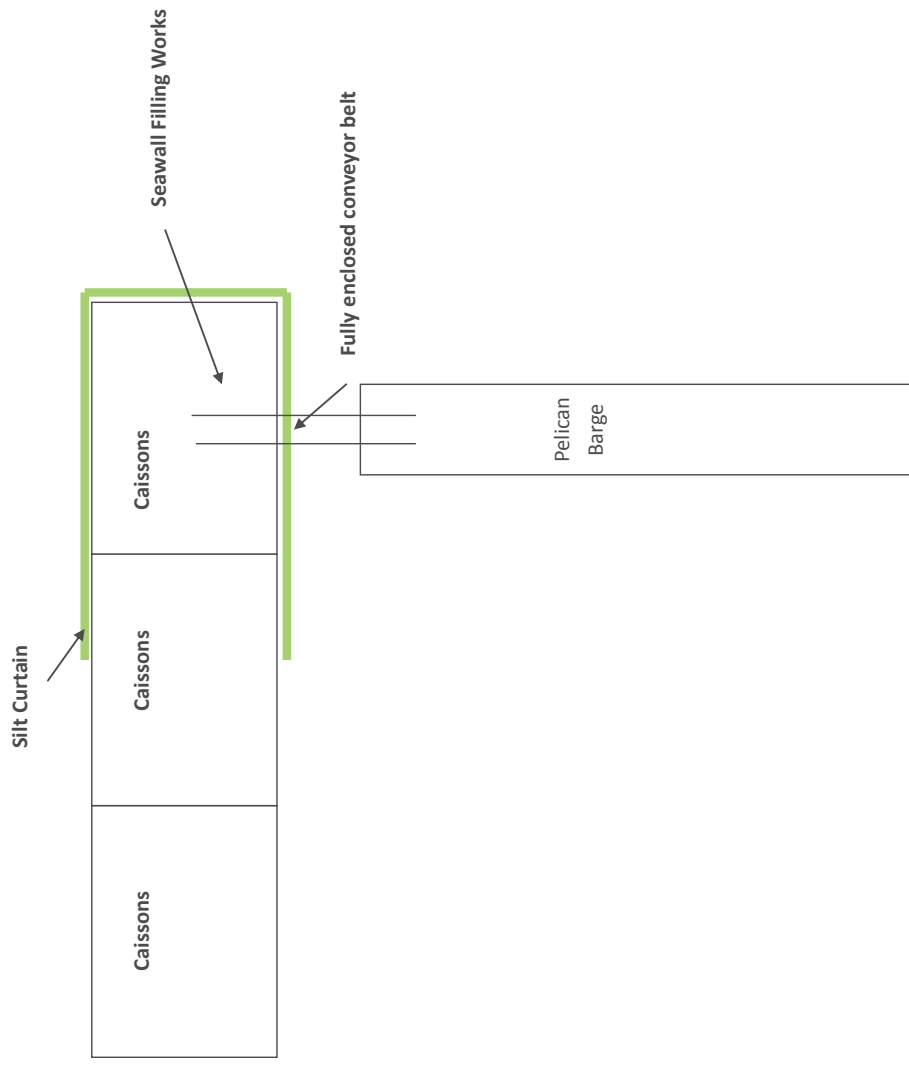 Silt Curtain
Caissons
Caissons
Caissons
Seawall Filling Works
Fully enclosed conveyor belt
Pelican
Barge